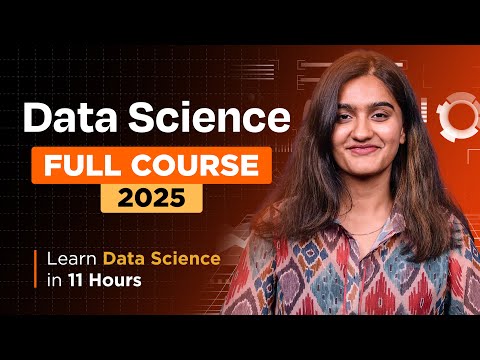 Data Science
FULL COURSE
2025
Learn Data Science
in 11 Hours